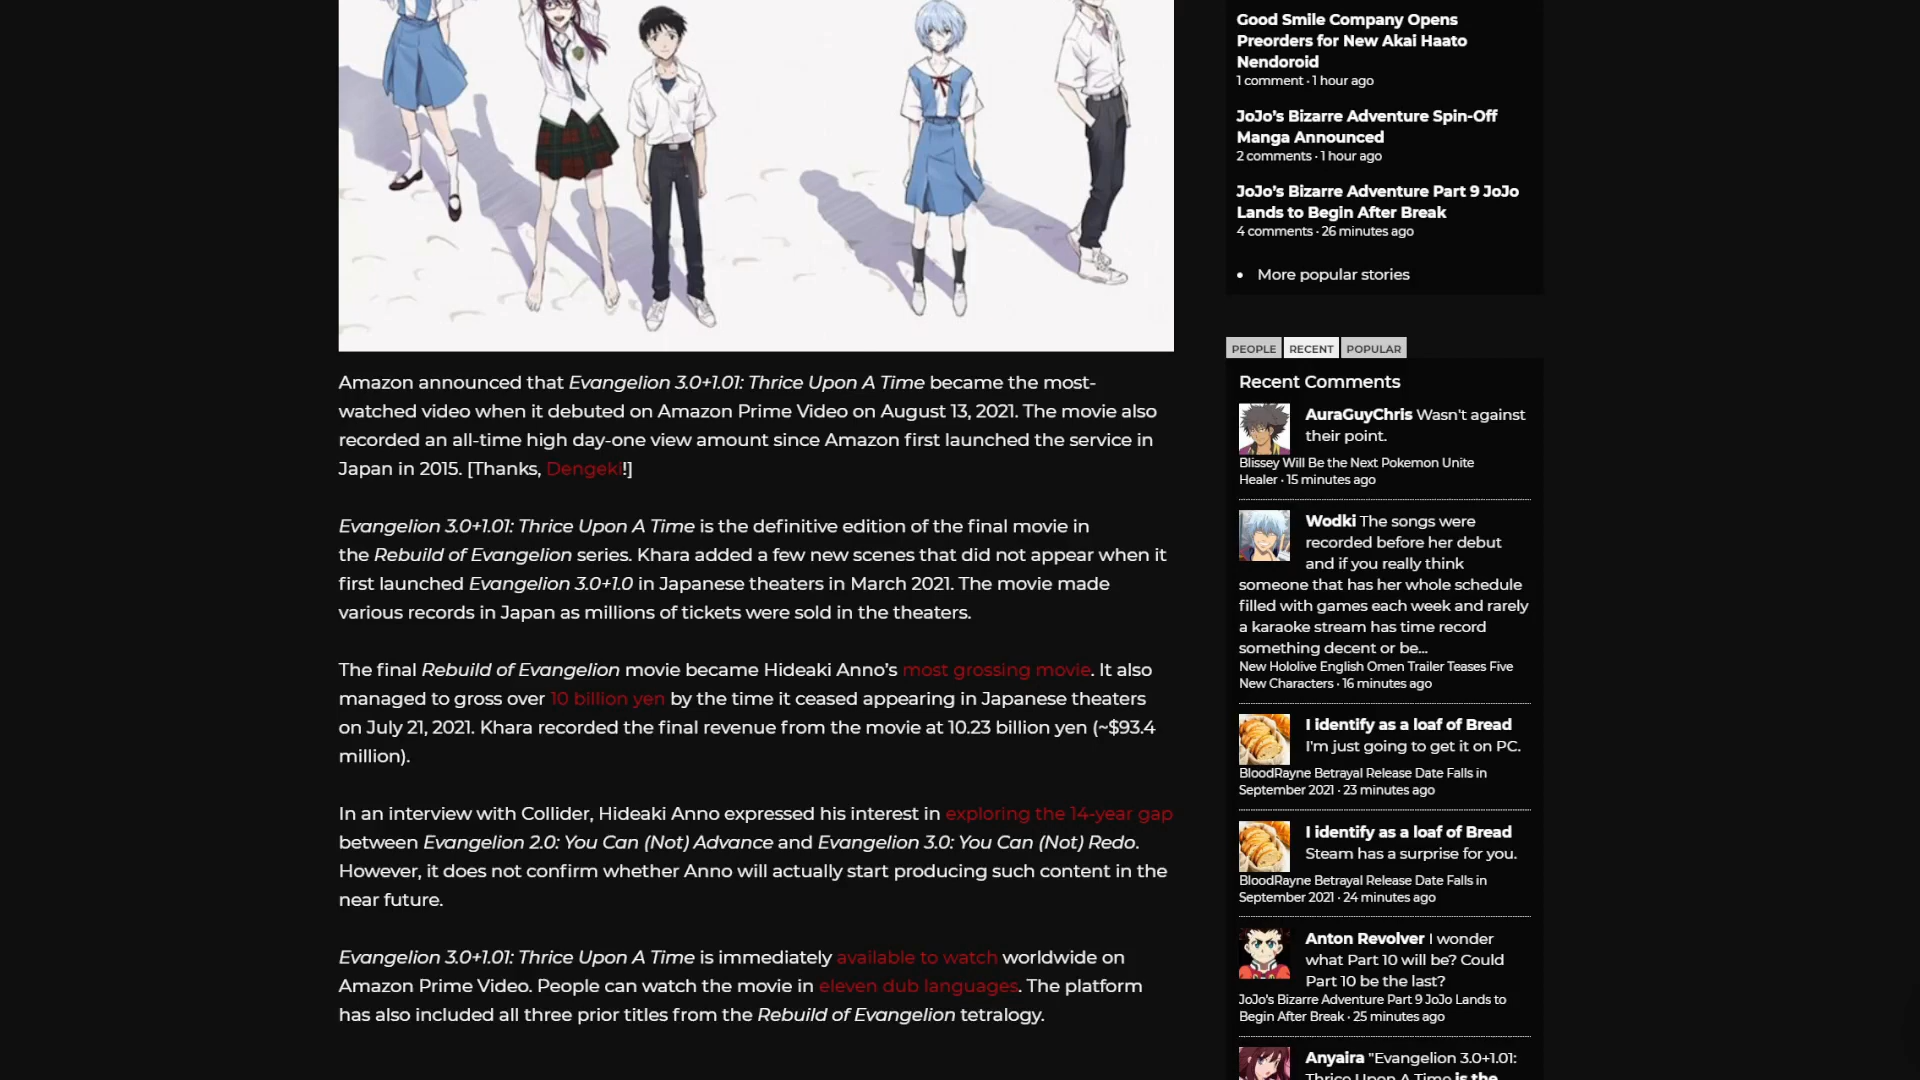 Good Smile Company Opens
Preorders for New Akai Haato
Nendoroid
1 comment · 1 hour ago
JoJo's Bizarre Adventure Spin-Off
Manga Announced
2 comments · 1 hour ago
JoJo's Bizarre Adventure Part 9 JoJo
Lands to Begin After Break
4 comments · 26 minutes ago
• More popular stories
Amazon announced that Evangelion 3.0+1.01: Thrice Upon A Time became the most-
watched video when it debuted on Amazon Prime Video on August 13, 2021. The movie also
recorded an all-time high day-one view amount since Amazon first launched the service in
Japan in 2015. [Thanks, Dengeki!]
Evangelion 3.0+1.01: Thrice Upon A Time is the definitive edition of the final movie in
the Rebuild of Evangelion series. Khara added a few new scenes that did not appear when it
first launched Evangelion 3.0+1.0 in Japanese theaters in March 2021. The movie made
various records in Japan as millions of tickets were sold in the theaters.
The final Rebuild of Evangelion movie became Hideaki Anno's most grossing movie. It also
managed to gross over 10 billion yen by the time it ceased appearing in Japanese theaters
on July 21, 2021. Khara recorded the final revenue from the movie at 10.23 billion yen (~$93.4
million).
In an interview with Collider, Hideaki Anno expressed his interest in exploring the 14-year gap
between Evangelion 2.0: You Can (Not) Advance and Evangelion 3.0: You Can (Not) Redo.
However, it does not confirm whether Anno will actually start producing such content in the
near future.
Evangelion 3.0+1.01: Thrice Upon A Time is immediately available to watch worldwide on
Amazon Prime Video. People can watch the movie in eleven dub languages. The platform
has also included all three prior titles from the Rebuild of Evangelion tetralogy.
PEOPLE RECENT POPULAR
Recent Comments
AuraGuyChris Wasn't against
their point.
Blissey Will Be the Next Pokemon Unite
Healer · 15 minutes ago
Wodki The songs were
recorded before her debut
and if you really think
someone that has her whole schedule
filled with games each week and rarely
a karaoke stream has time record
something decent or be...
New Hololive English Omen Trailer Teases Five
New Characters · 16 minutes ago
I identify as a loaf of Bread
I'm just going to get it on PC.
BloodRayne Betrayal Release Date Falls in
September 2021 · 23 minutes ago
I identify as a loaf of Bread
Steam has a surprise for you.
BloodRayne Betrayal Release Date Falls in
September 2021 · 24 minutes ago
Anton Revolver I wonder
what Part 10 will be? Could
Part 10 be the last?
JoJo's Bizarre Adventure Part 9 JoJo Lands to
Begin After Break · 25 minutes ago
Anyaira "Evangelion 3.0+1.01:
Thrice Upon A Time is the